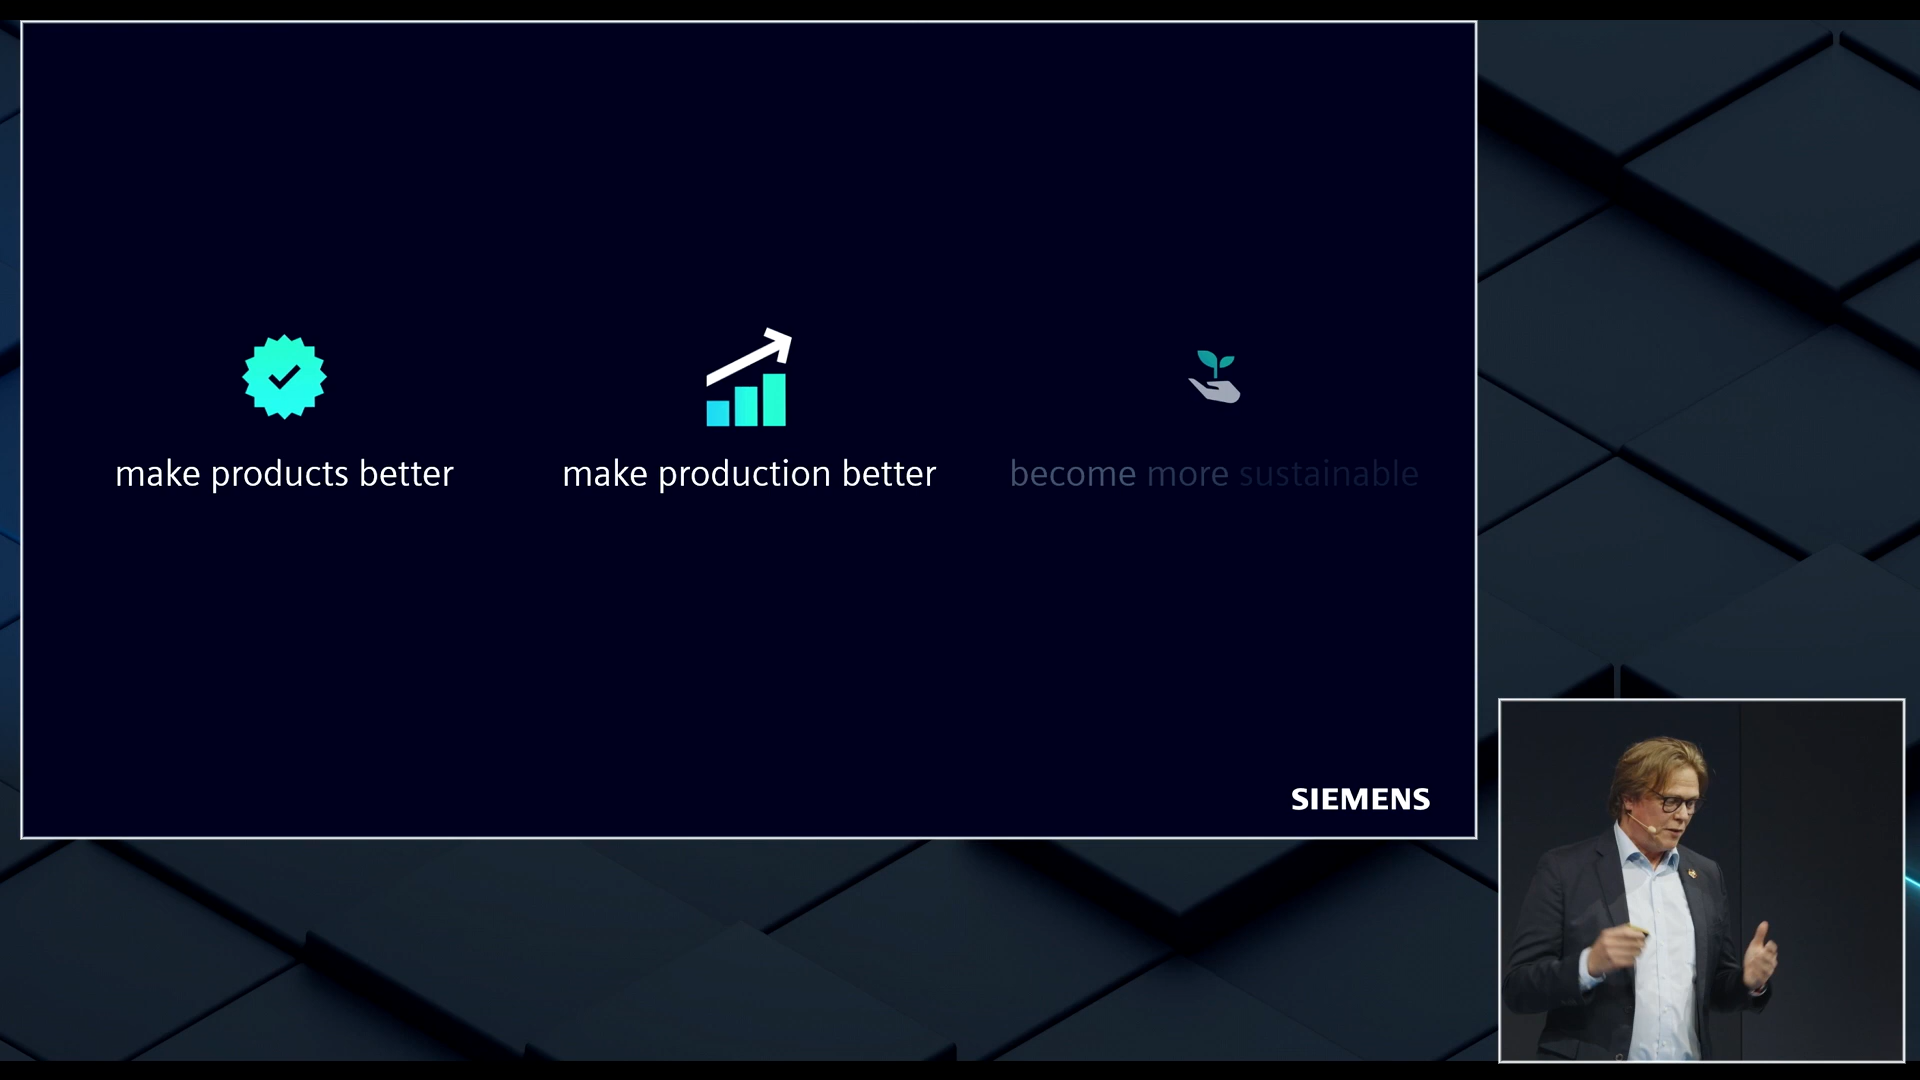 make products better
make production better
become more sustainable
SIEMENS